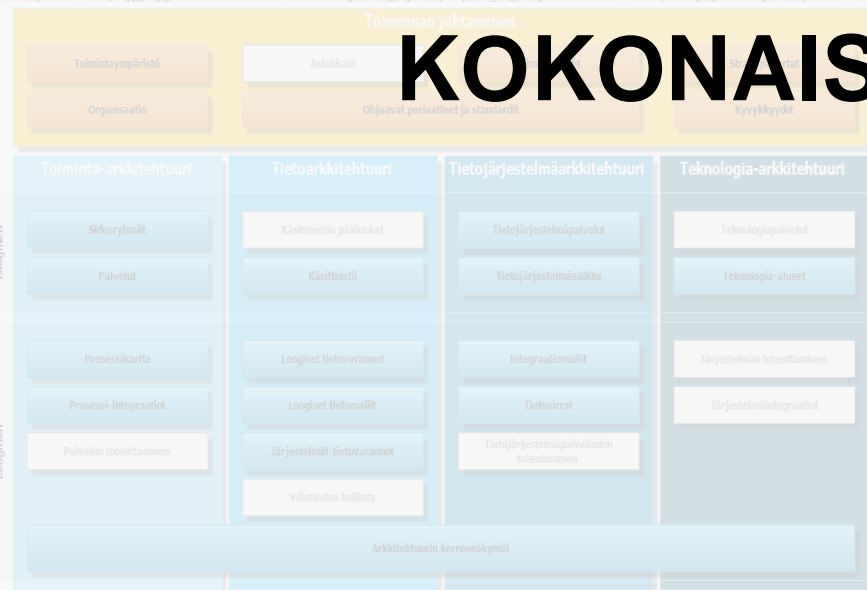 Toiminnan johtaminen
KOKONAIS
Toimintaympäristö
Asiakkaat
Organisaatio
Ohjaavat periaatteet ja standardit
Kyvykkyydet
Toiminta-arkkitehtuuri
Tietoarkkitehtuuri
Tietojärjestelmäarkkitehtuuri
Teknologia-arkkitehtuuri
Sidosryhmät
Käsitteistön pääluokat
Tietojärjestelmäpalvelut
Teknologiapalvelut
Palvelut
Käsitteistö
Tietojärjestelmäsalkku
Teknologia-alueet
Prosessikartta
Loogiset tietovarannot
Integraatiomallit
Järjestelmän toteuttaminen
Prosessi-integraatiot
Loogiset tietomallit
Tietovirrat
Järjestelmäintegraatiot
Palvelun toteuttaminen
Järjestelmät-tietovarannot
Tietojärjestelmäpalveluiden
toteutuminen
Ydintiedon hallinta
Arkkitehtuurin kerrosnäkymät